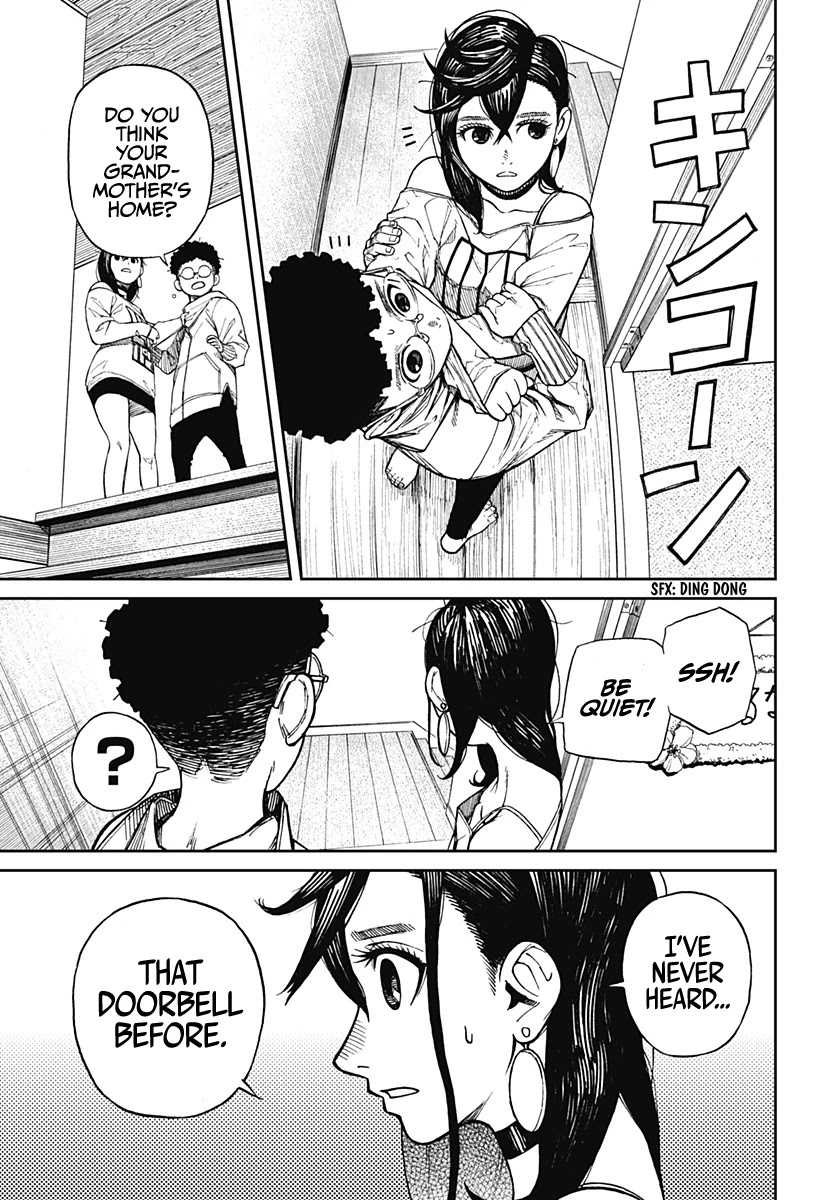 キンコーン
SFX: DING DONG
DO YOU
THINK
YOUR
GRAND-
MOTHER'S
HOME?
SSH!
BE
QUIET!
?
I'VE
NEVER
HEARD...
THAT
DOORBELL
BEFORE.